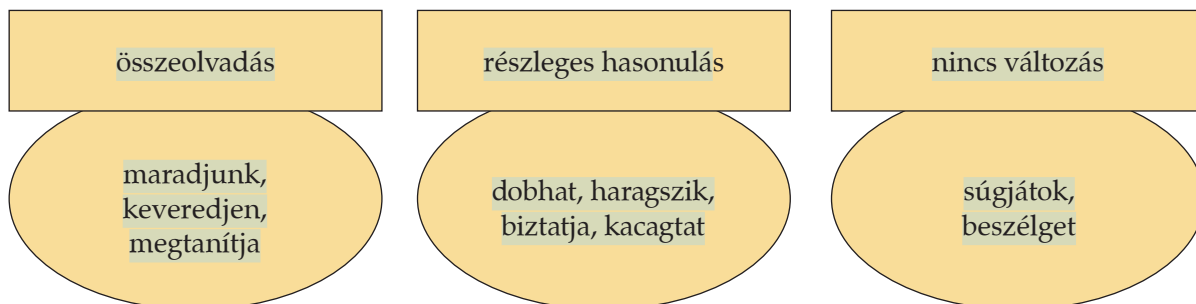 összeolvadás
részleges hasonulás
nincs változás
maradjunk,
keveredjen,
megtanítja
dobhat, haragszik,
biztatja, kacagtat
súgjátok,
beszélget